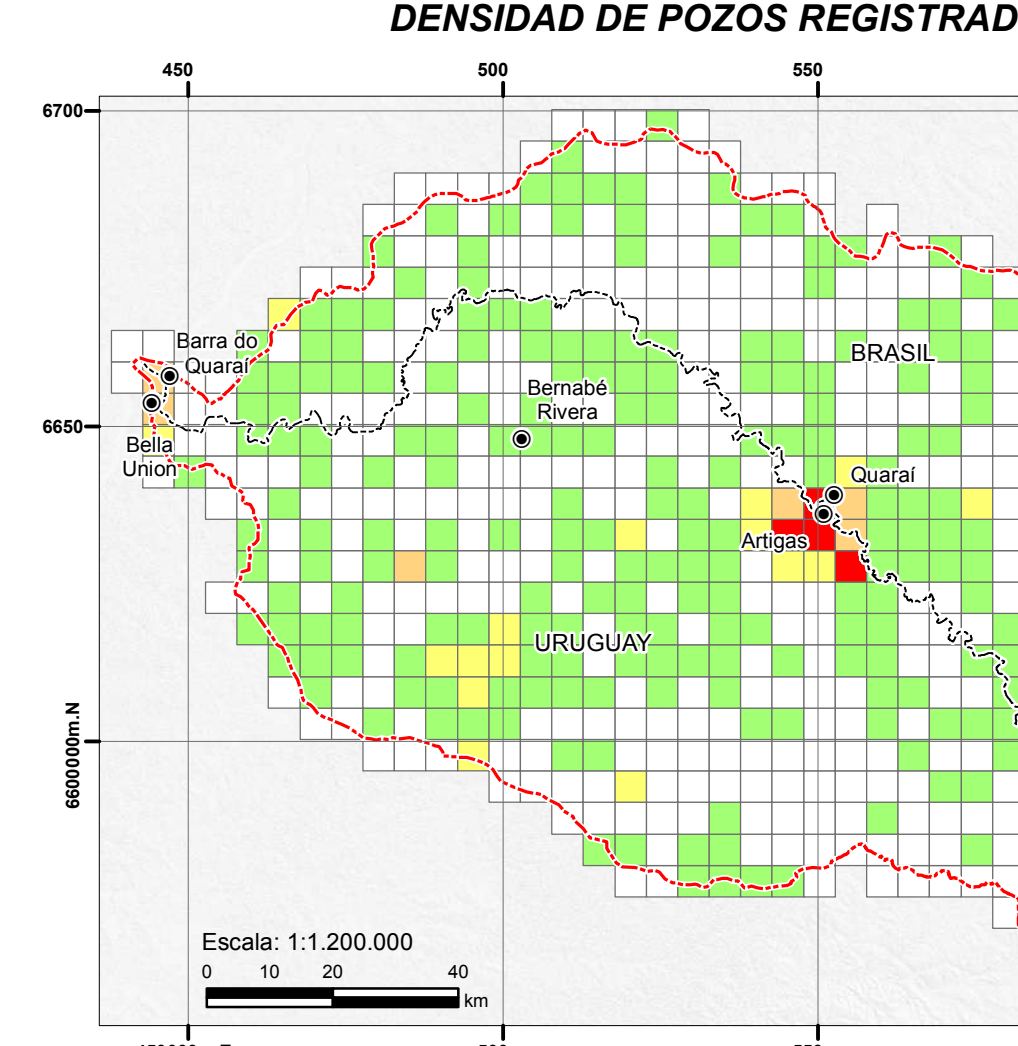 DENSIDAD DE POZOS REGISTRAD
450 500 550
6700
Barra do
Quaraí
BRASIL
Bernabé
Rivera
6650
Bella
Union
Quaraí
Artigas
URUGUAY
6600000m.N
Escala: 1:1.200.000
0 10 20 40
km